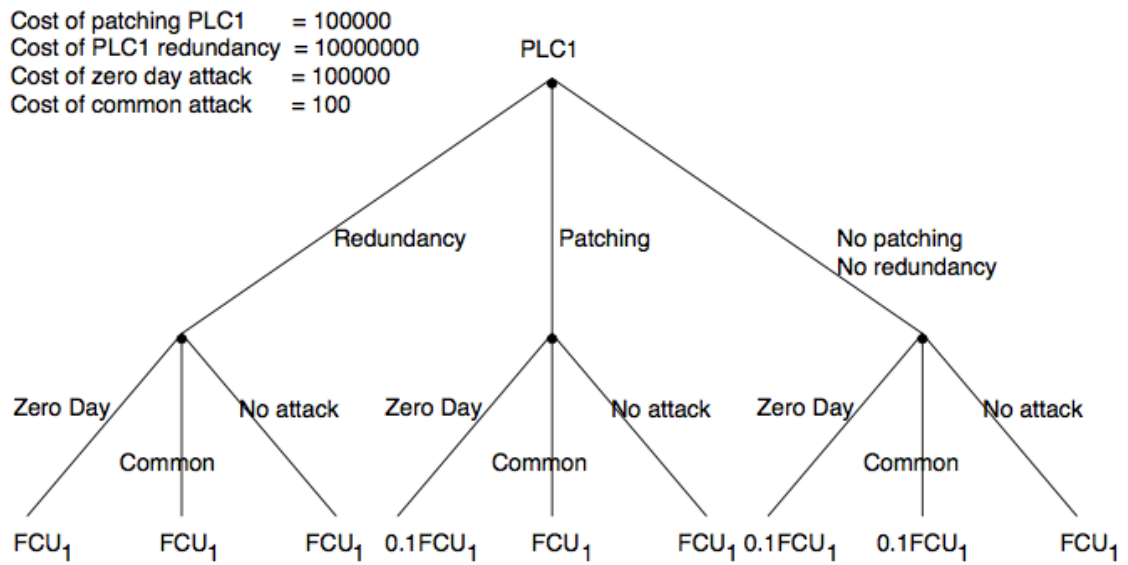 Cost of patching PLC1 = 100000
Cost of PLC1 redundancy = 10000000
Cost of zero day attack = 100000
Cost of common attack = 100
PLC1
Redundancy
Patching
No patching
No redundancy
Zero Day
No attack
Common
Zero Day
No attack
Common
Zero Day
No attack
Common
FCU₁ FCU₁ FCU₁ 0.1FCU₁ FCU₁ FCU₁ 0.1FCU₁ 0.1FCU₁ FCU₁